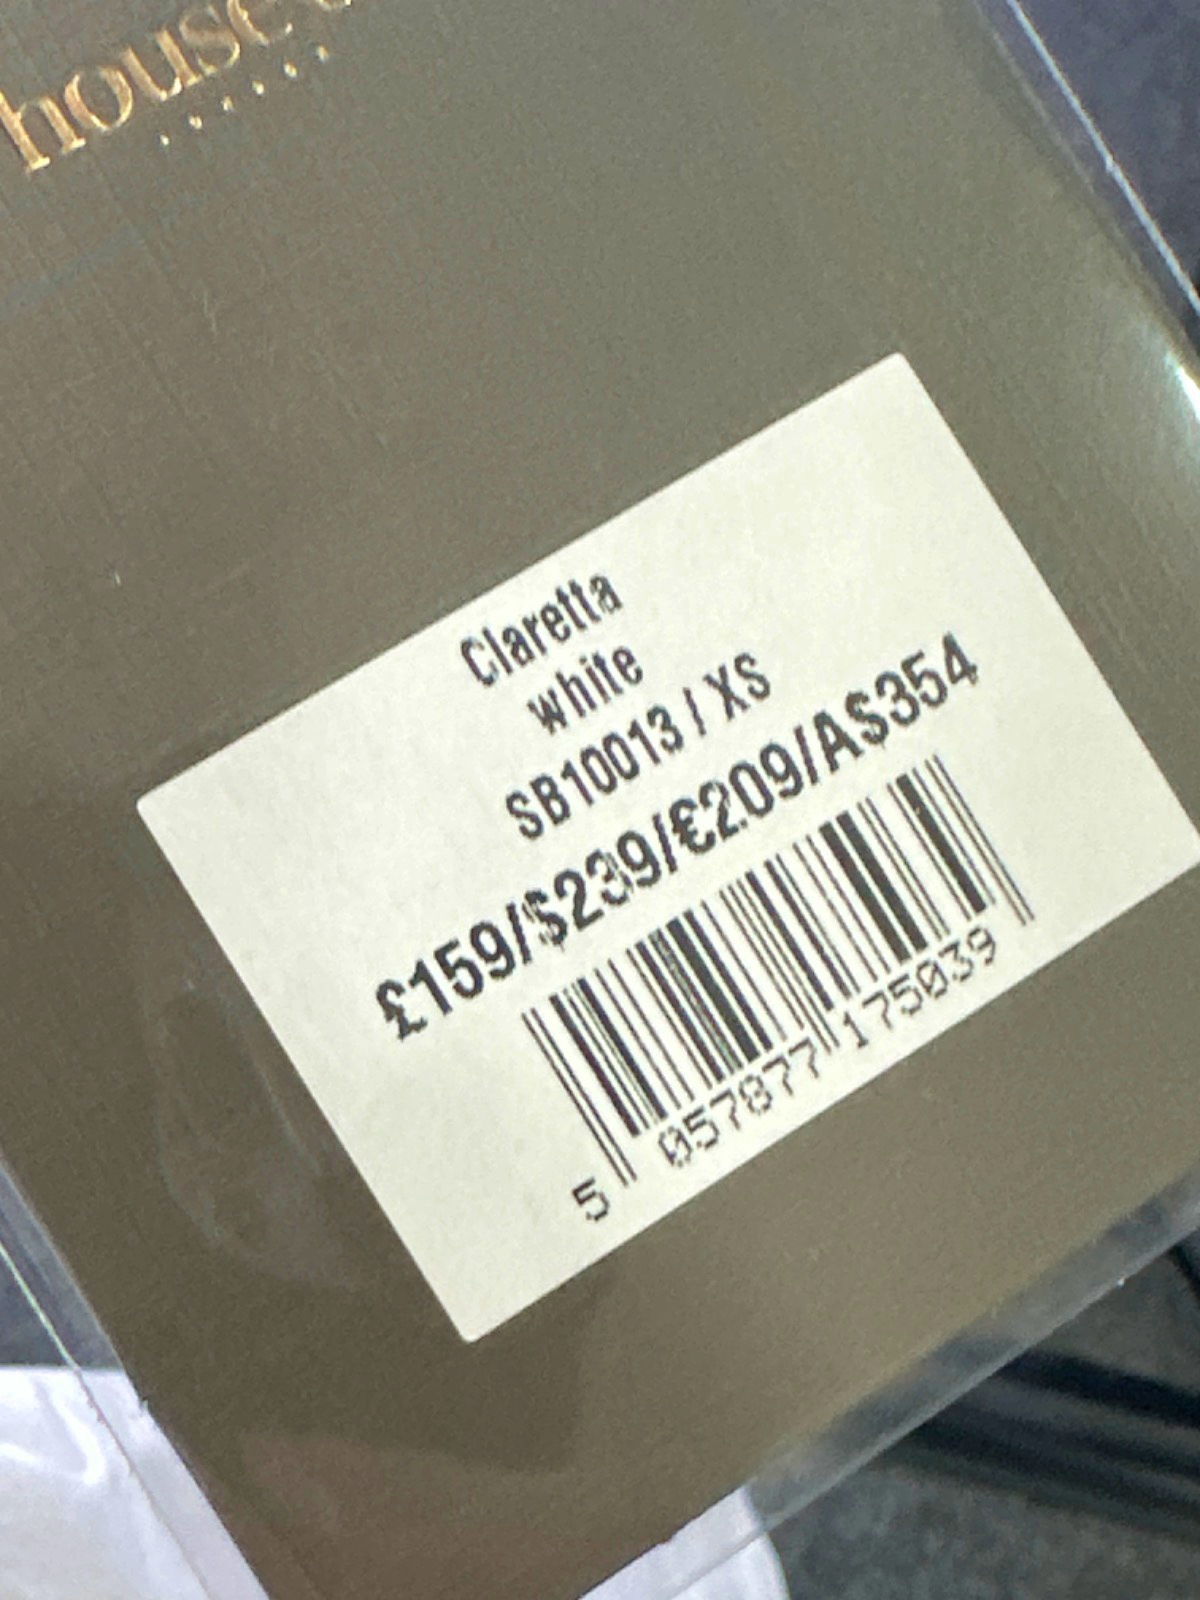 house
Claretta
white
SB10013 / XS
£159/$239/€209/A$354
5 057877 175039